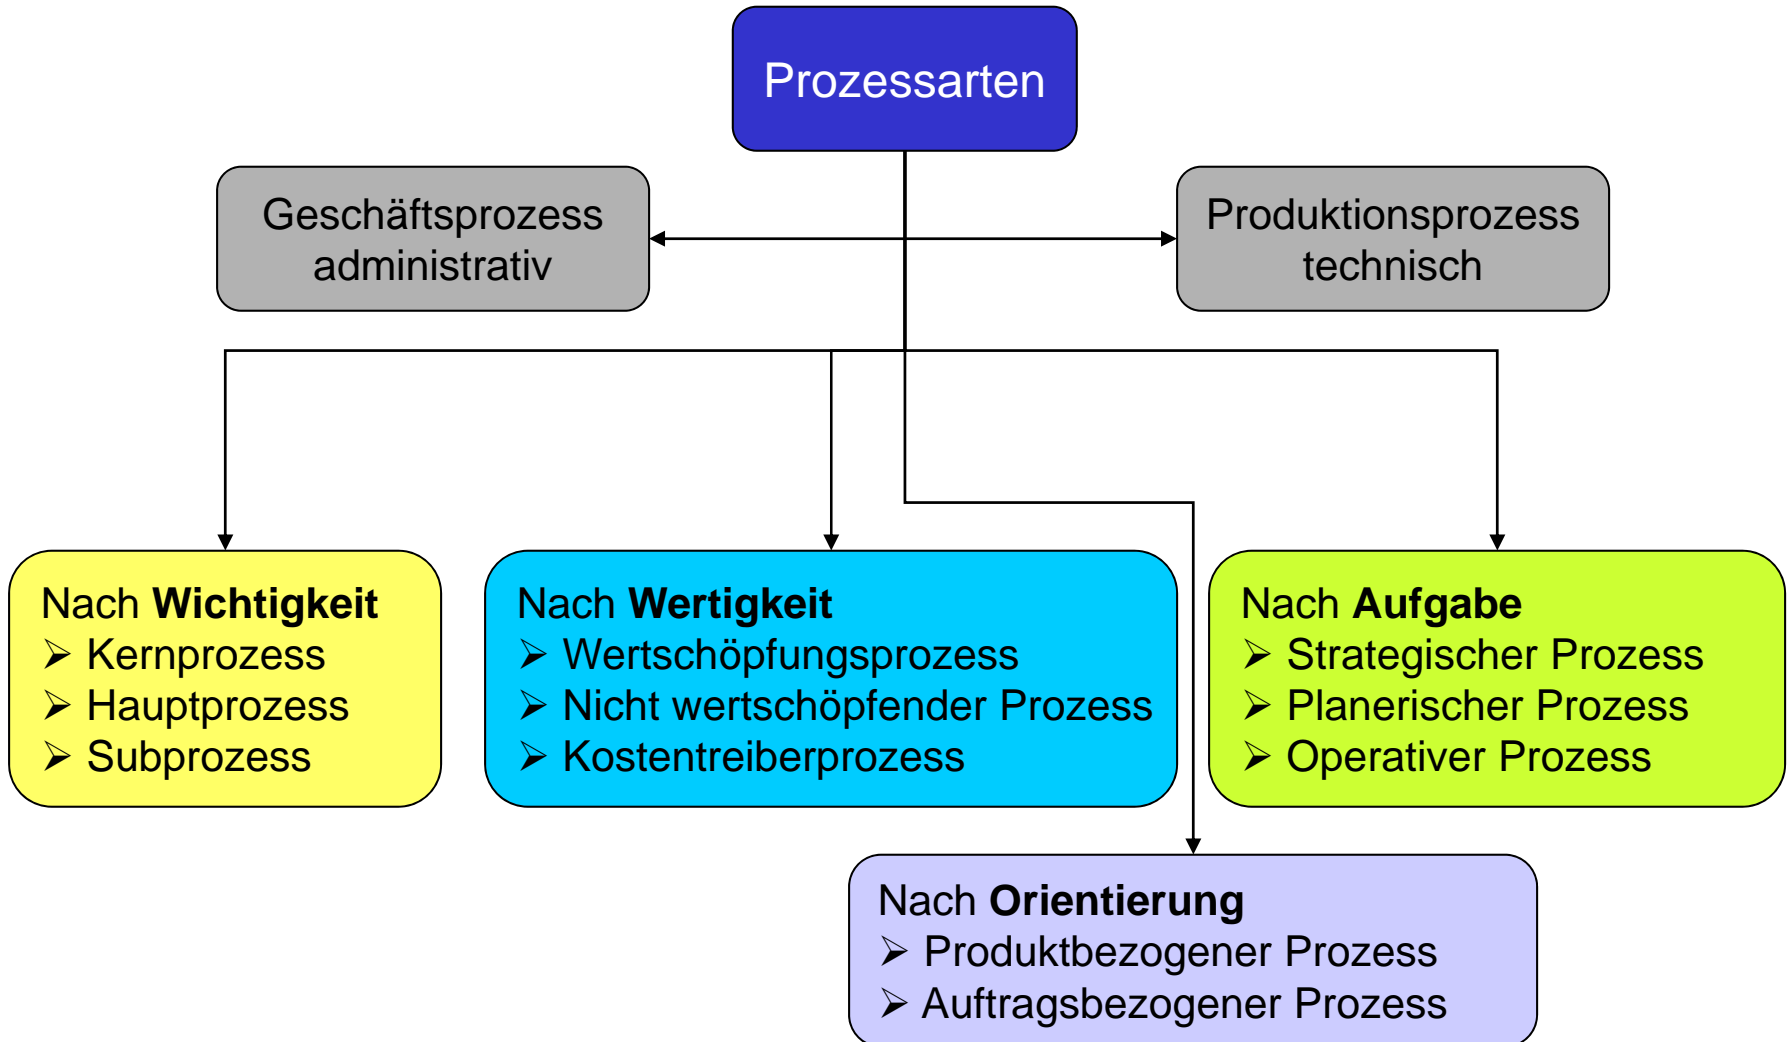 Prozessarten
Geschäftsprozess
administrativ
Produktionsprozess
technisch
Nach Wichtigkeit
➢ Kernprozess
➢ Hauptprozess
➢ Subprozess
Nach Wertigkeit
➢ Wertschöpfungsprozess
➢ Nicht wertschöpfender Prozess
➢ Kostentreiberprozess
Nach Aufgabe
➢ Strategischer Prozess
➢ Planerischer Prozess
➢ Operativer Prozess
Nach Orientierung
➢ Produktbezogener Prozess
➢ Auftragsbezogener Prozess